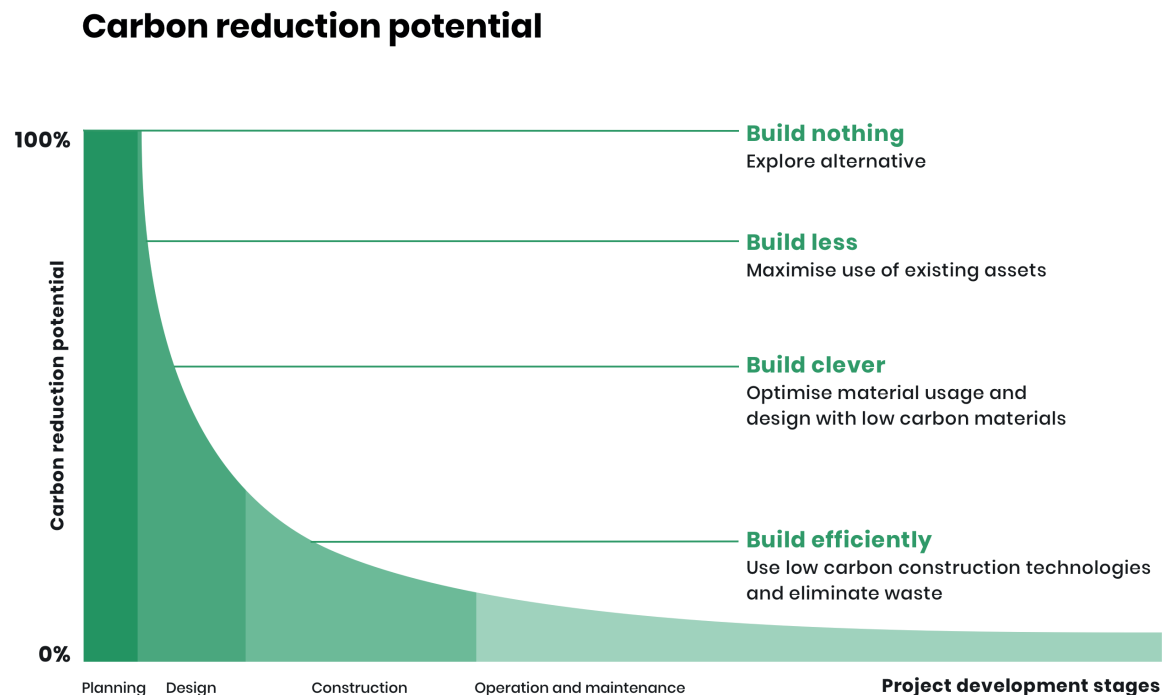 Carbon reduction potential
100%
Build nothing
Explore alternative
Build less
Maximise use of existing assets
Carbon reduction potential
Build clever
Optimise material usage and
design with low carbon materials
Build efficiently
Use low carbon construction technologies
and eliminate waste
0%
Planning Design Construction Operation and maintenance Project development stages